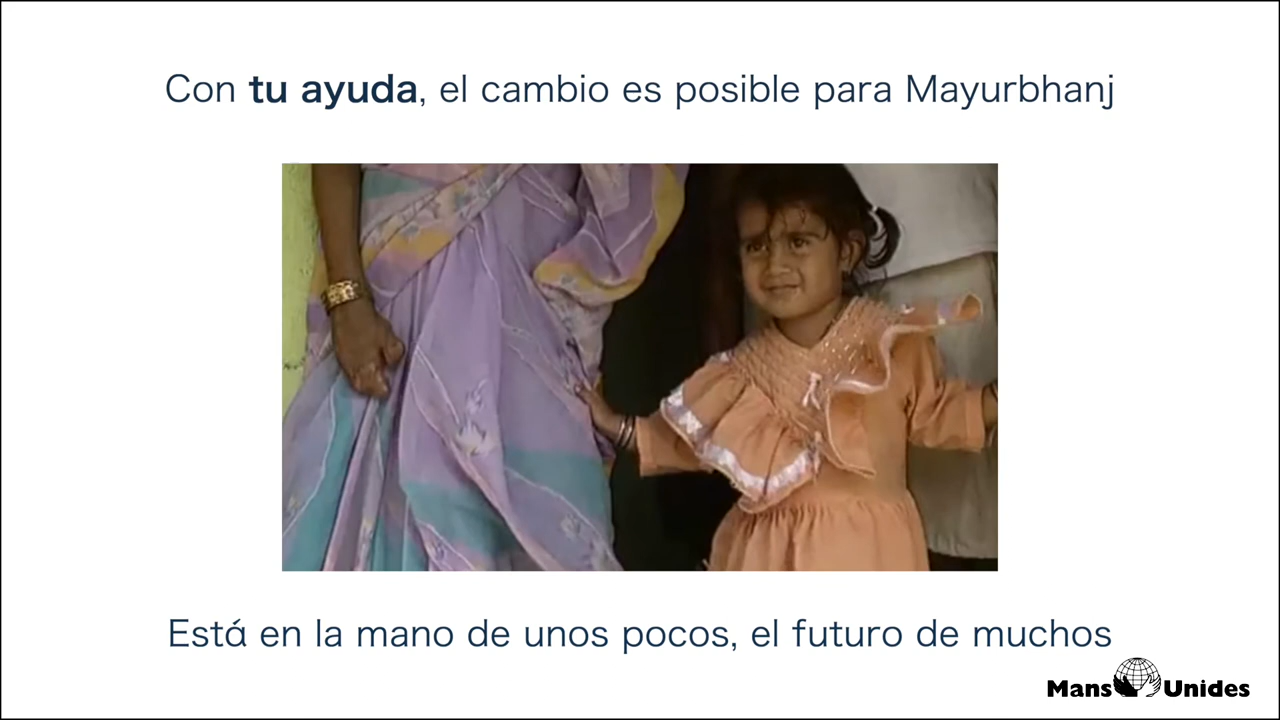 Con tu ayuda, el cambio es posible para Mayurbhanj
Está en la mano de unos pocos, el futuro de muchos
Mans Unides